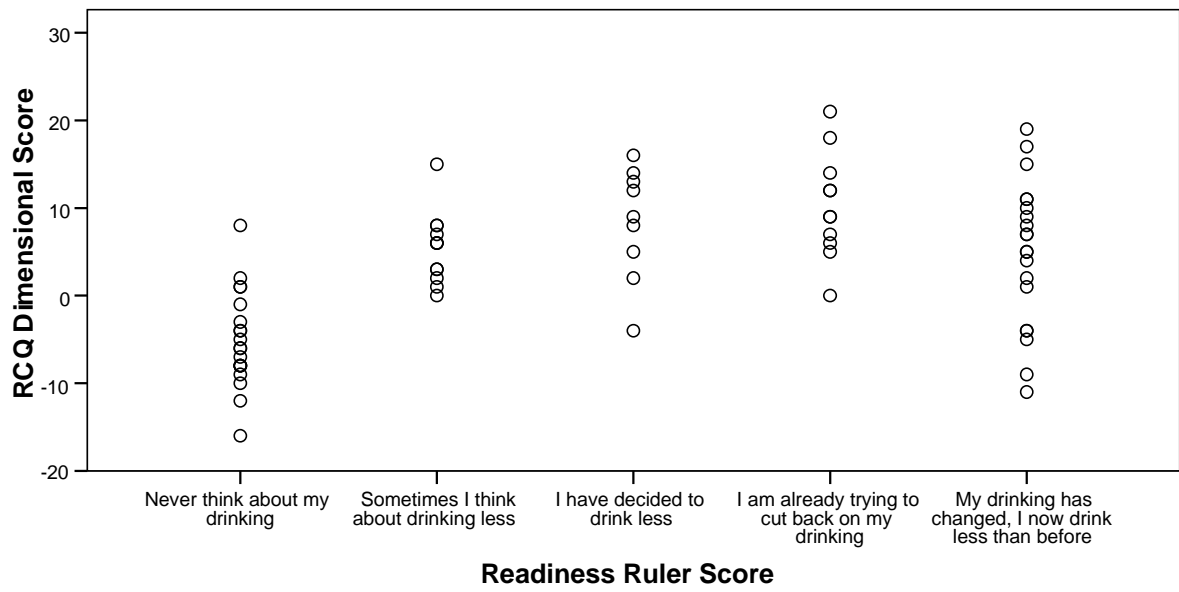 30
20
10
0
-10
-20
RCQ Dimensional Score
Never think about my
drinking
Sometimes I think
about drinking less
I have decided to
drink less
I am already trying to
cut back on my
drinking
My drinking has
changed, I now drink
less than before
Readiness Ruler Score